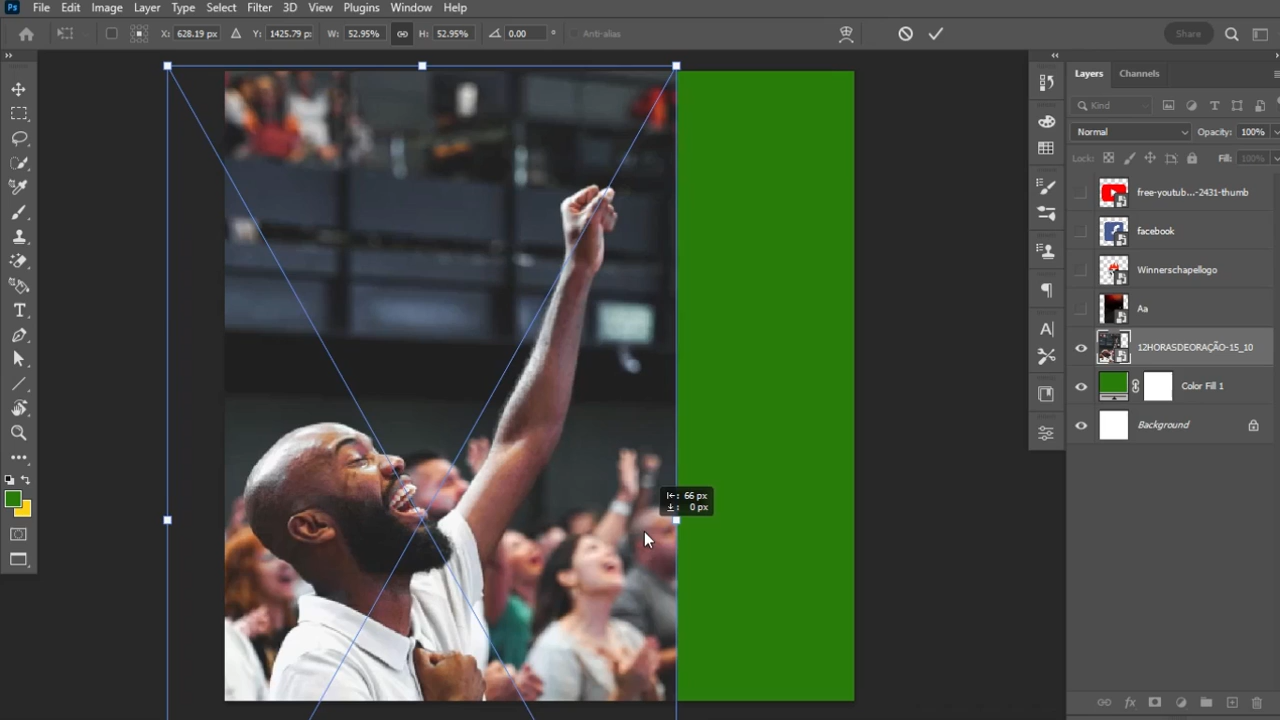 Ps File Edit Image Layer Type Select Filter 3D View Plugins Window Help
X: 628.19 px Y: 1425.79 px W: 52.95% H: 52.95% 0.00 ° Anti-alias Share
Layers Channels
Kind
Normal Opacity: 100%
Lock: Fill: 100%
free-youtub...-2431-thumb
facebook
Winnerschapellogo
Aa
12HORASDEORAÇÃO-15_10
Color Fill 1
Background
66 px
0 px